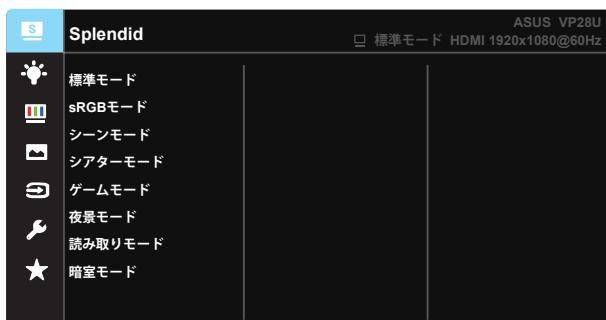 S
Splendid
ASUS VP28U
標準モード HDMI 1920x1080@60Hz
標準モード
sRGBモード
シーンモード
シアターモード
ゲームモード
夜景モード
読み取りモード
暗室モード